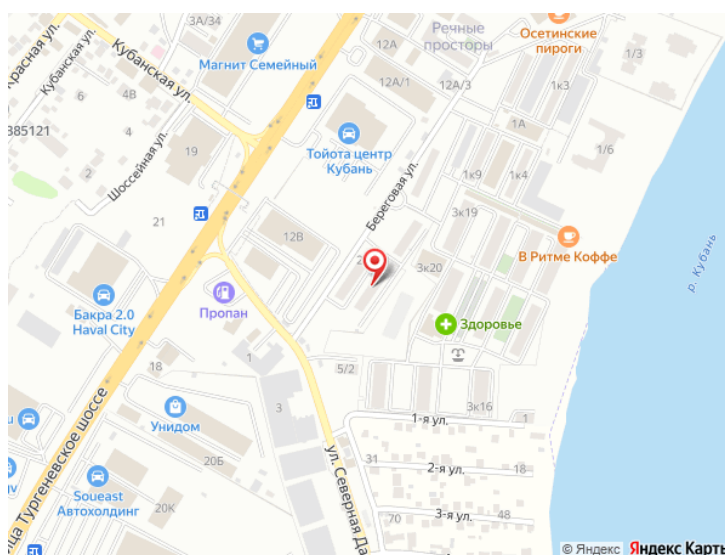 3А/34
Речные
просторы
Осетинские
пироги
12А
Кубанская ул.
Магнит Семейный
Красная ул.
Кубанская ул.
12А/1
12А/3
1к3
1/3
6
4В
385121
4
1А
1/6
Тойота центр
Кубань
19
Шоссейная ул.
2
1к9
1к4
Береговая ул.
3к19
21
12В
В Ритме Коффе
р. Кубань
3к20
Пропан
Бакра 2.0
Haval City
Здоровье
1
18
5/2
3
3к16
1
1-я ул.
Унидом
20Б
31
2-я ул.
18
Тургеневское шоссе
ул. Северная Да
Soueast
Автохолдинг
20К
70
3-я ул.
48
© Яндекс Яндекс Карты